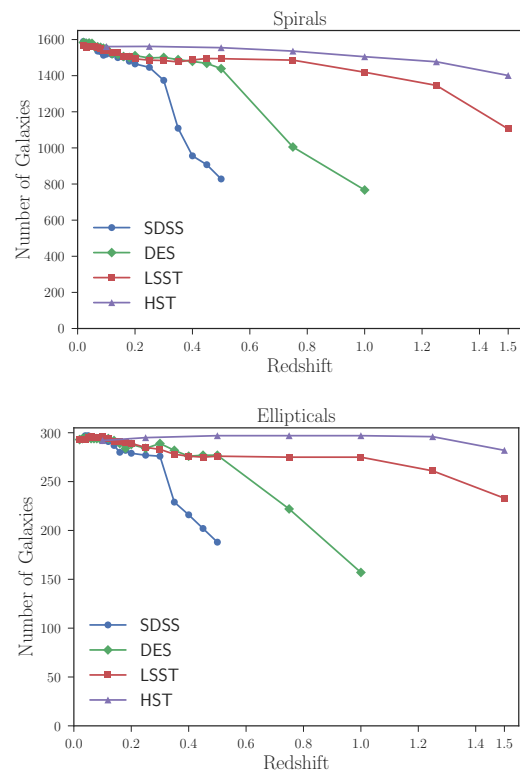 Spirals
1600
1400
1200
1000
800
600
400
200
0
Number of Galaxies
SDSS
DES
LSST
HST
0.0 0.2 0.4 0.6 0.8 1.0 1.2 1.4 1.5
Redshift
Ellipticals
300
250
200
150
100
50
0
Number of Galaxies
SDSS
DES
LSST
HST
0.0 0.2 0.4 0.6 0.8 1.0 1.2 1.4 1.5
Redshift